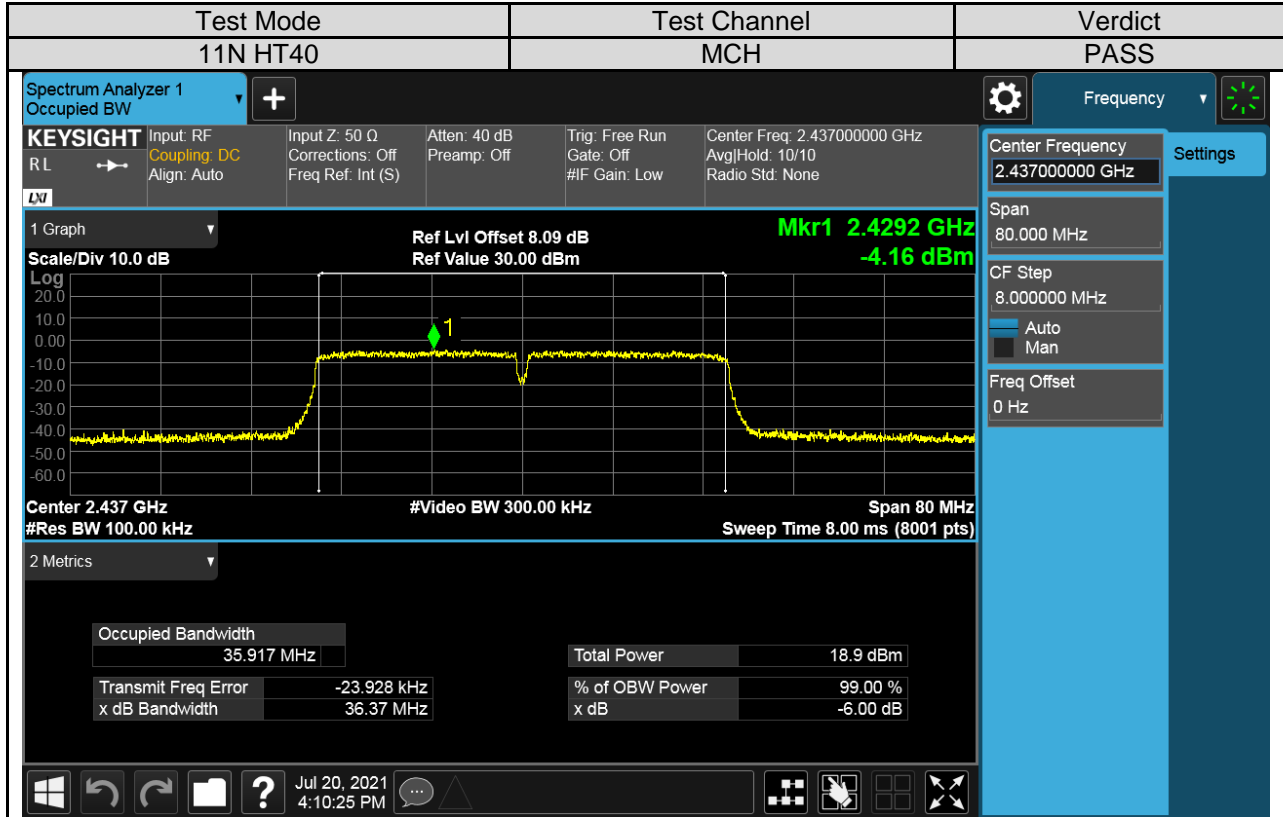 Test Mode Test Channel Verdict
11N HT40 MCH PASS
Spectrum Analyzer 1
Occupied BW
Frequency
KEYSIGHT Input: RF Input Z: 50 Ω Atten: 40 dB Trig: Free Run Center Freq: 2.437000000 GHz
RL Coupling: DC Corrections: Off Preamp: Off Gate: Off Avg|Hold: 10/10
Align: Auto Freq Ref: Int (S) #IF Gain: Low Radio Std: None
LXI
Center Frequency
2.437000000 GHz
Settings
Span
80.000 MHz
CF Step
8.000000 MHz
Auto
Man
Freq Offset
0 Hz
1 Graph Ref Lvl Offset 8.09 dB Mkr1 2.4292 GHz
Scale/Div 10.0 dB Ref Value 30.00 dBm -4.16 dBm
Log
20.0
10.0
0.00
-10.0
-20.0
-30.0
-40.0
-50.0
-60.0
1
Center 2.437 GHz #Video BW 300.00 kHz Span 80 MHz
#Res BW 100.00 kHz Sweep Time 8.00 ms (8001 pts)
2 Metrics
Occupied Bandwidth
35.917 MHz Total Power 18.9 dBm
Transmit Freq Error -23.928 kHz % of OBW Power 99.00 %
x dB Bandwidth 36.37 MHz x dB -6.00 dB
? Jul 20, 2021
4:10:25 PM